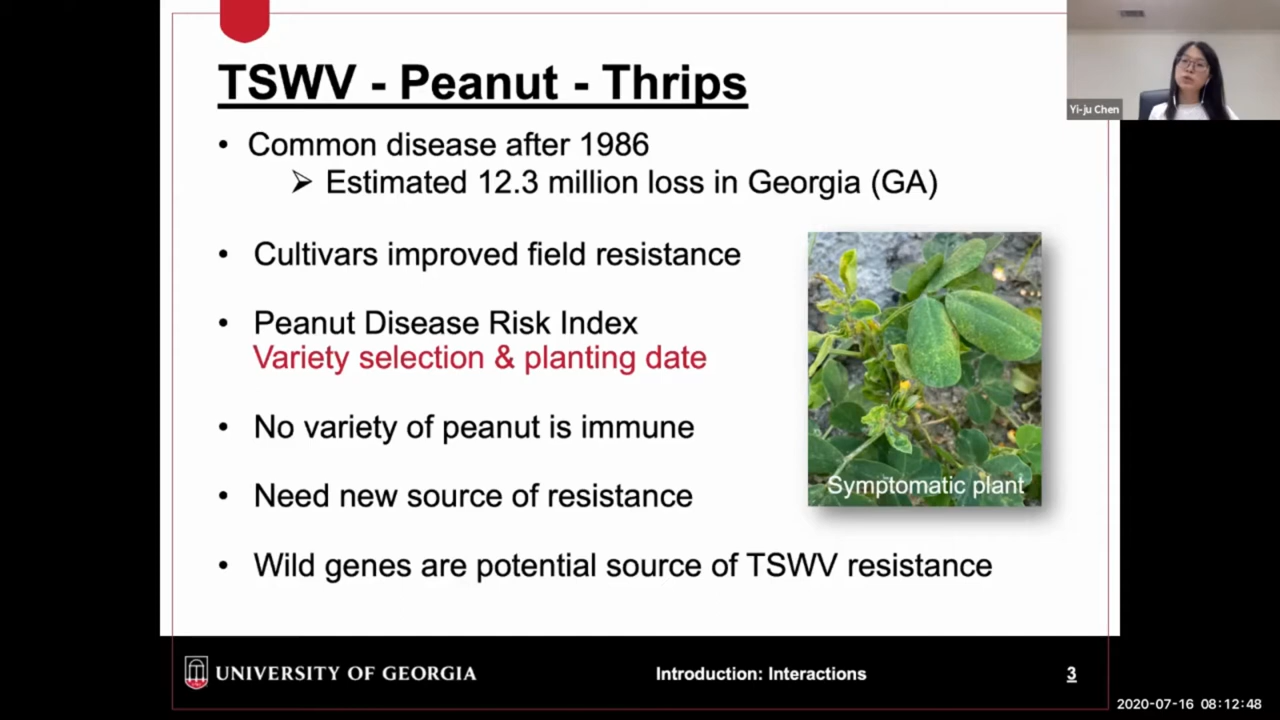 TSWV - Peanut - Thrips
Yi-ju Chen
• Common disease after 1986
➢ Estimated 12.3 million loss in Georgia (GA)
• Cultivars improved field resistance
• Peanut Disease Risk Index
Variety selection & planting date
• No variety of peanut is immune
• Need new source of resistance
• Wild genes are potential source of TSWV resistance
Symptomatic plant
UNIVERSITY OF GEORGIA
Introduction: Interactions
3
2020-07-16 08:12:48